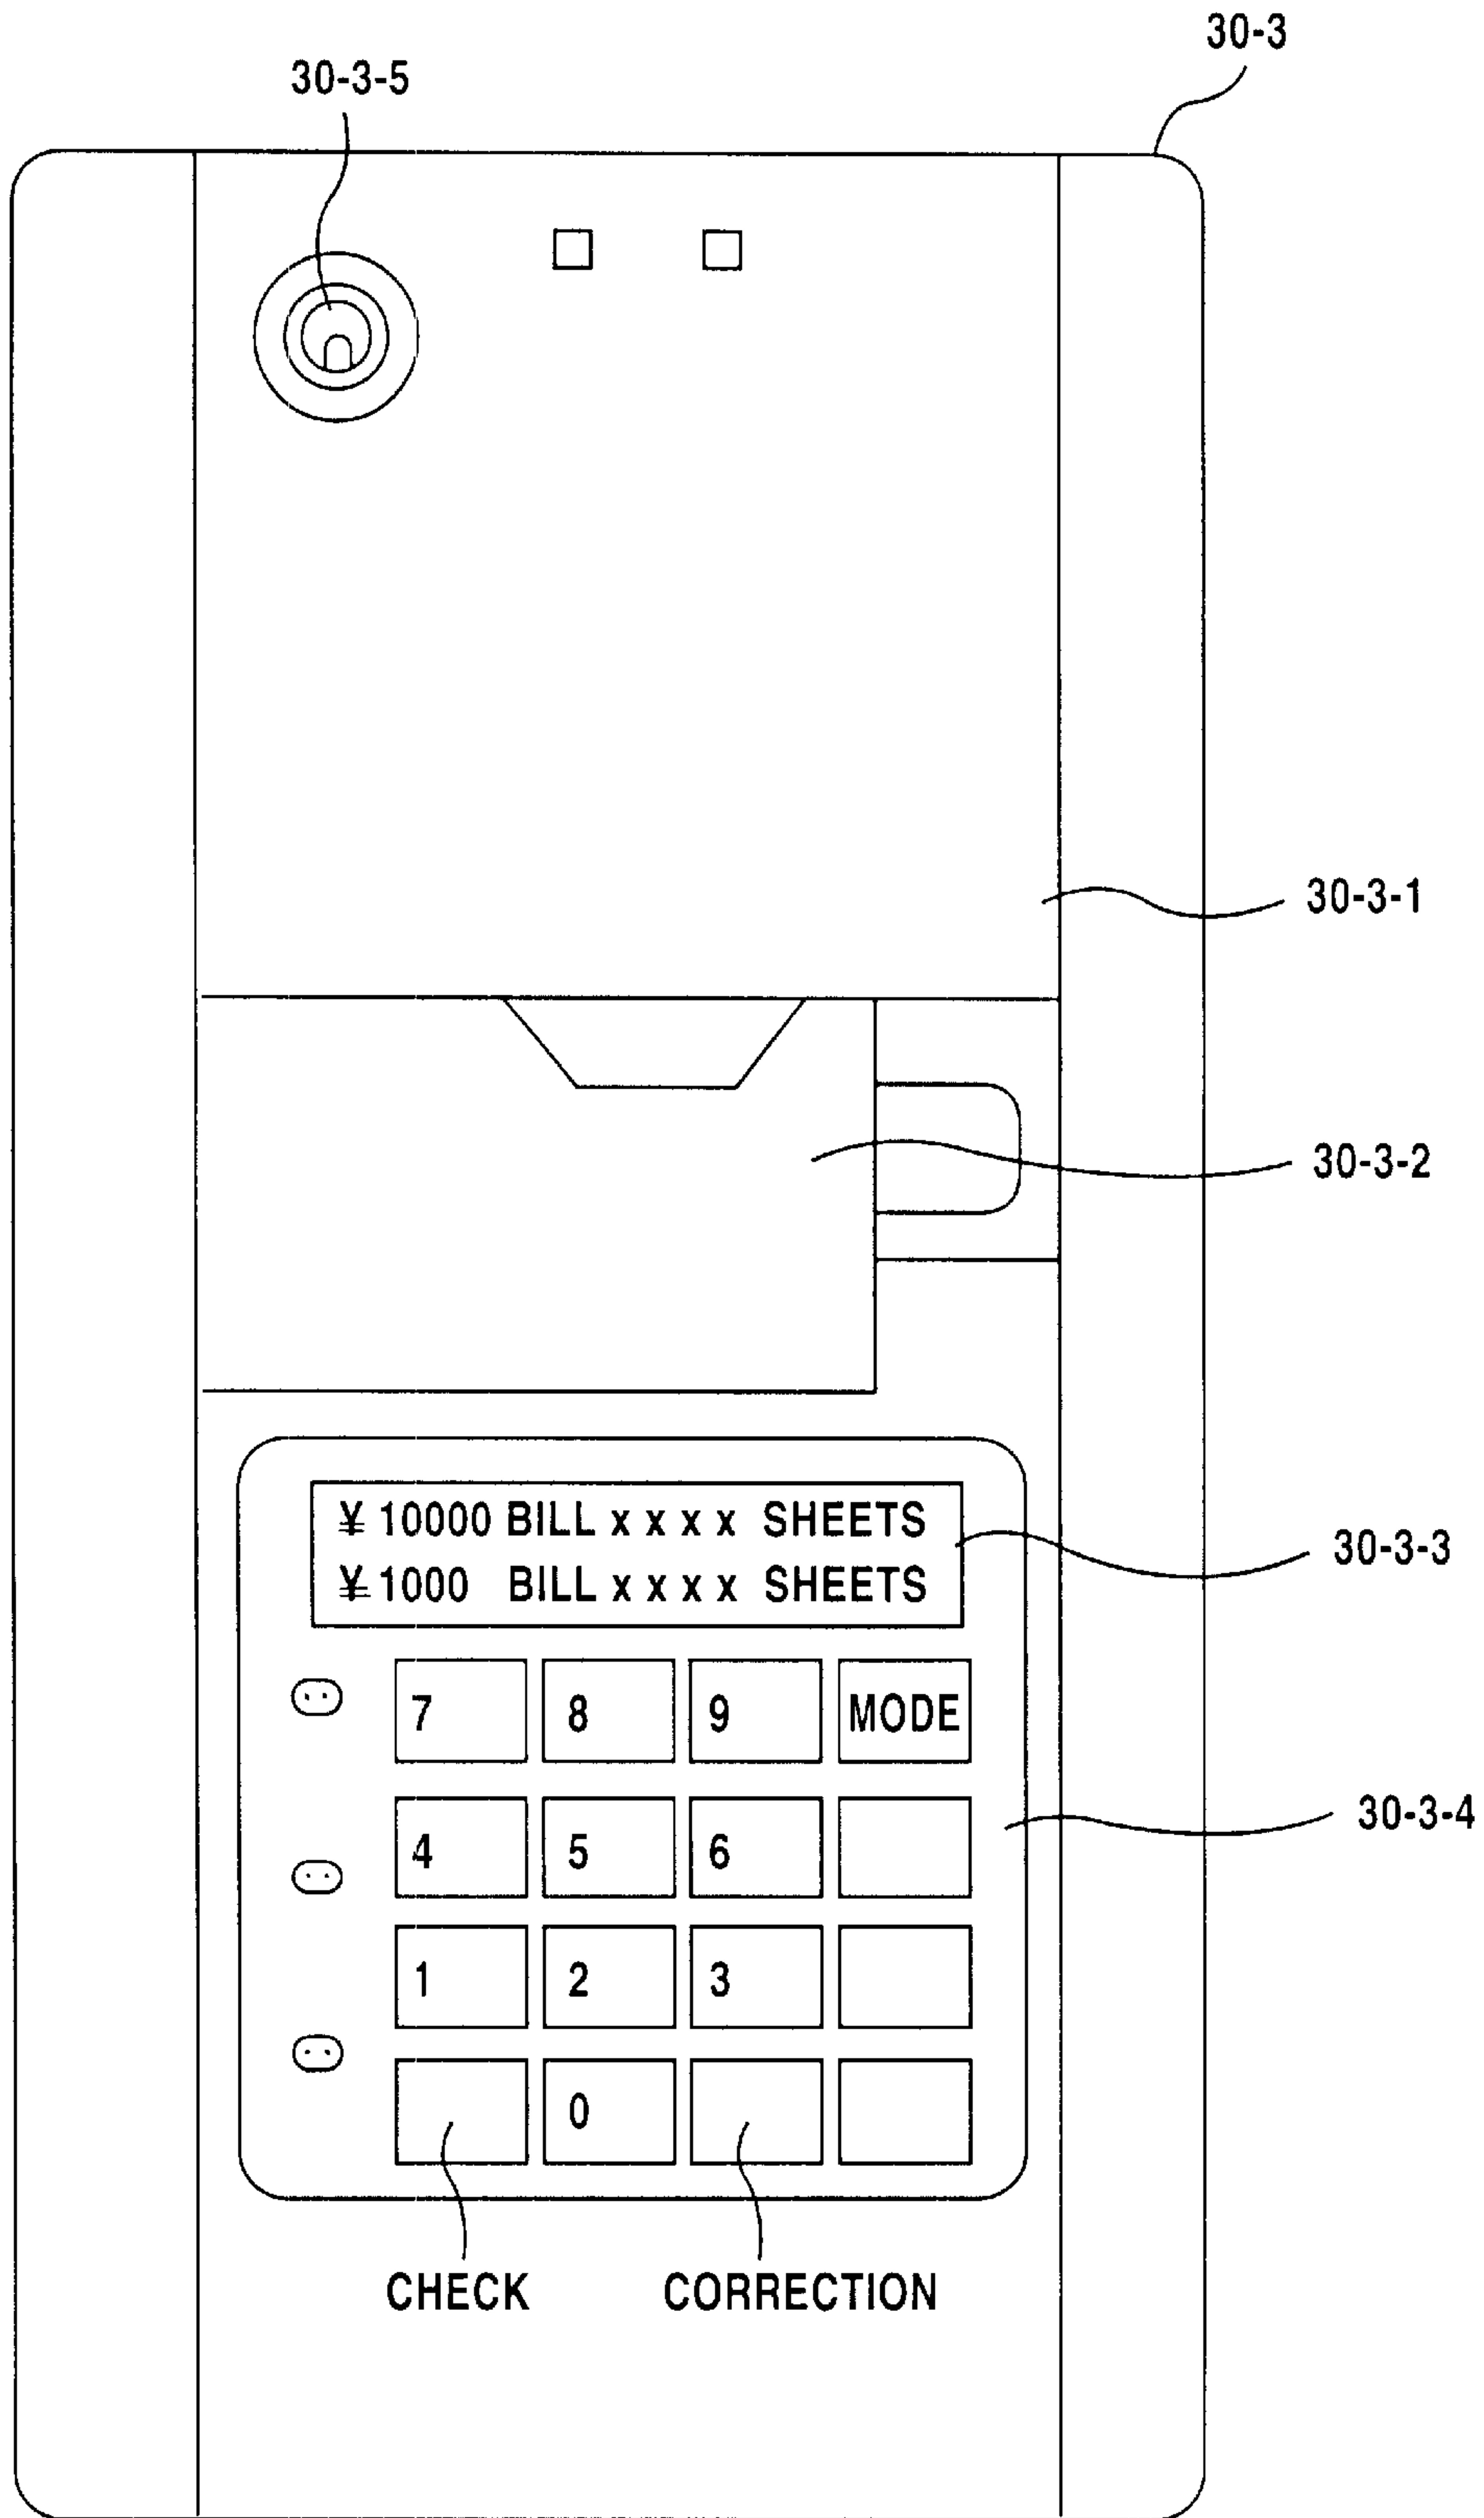 30-3
30-3-5
30-3-1
30-3-2
¥ 10000 BILL x x x x SHEETS
¥ 1000 BILL x x x x SHEETS
30-3-3
7 8 9 MODE
4 5 6
30-3-4
1 2 3
0
CHECK CORRECTION